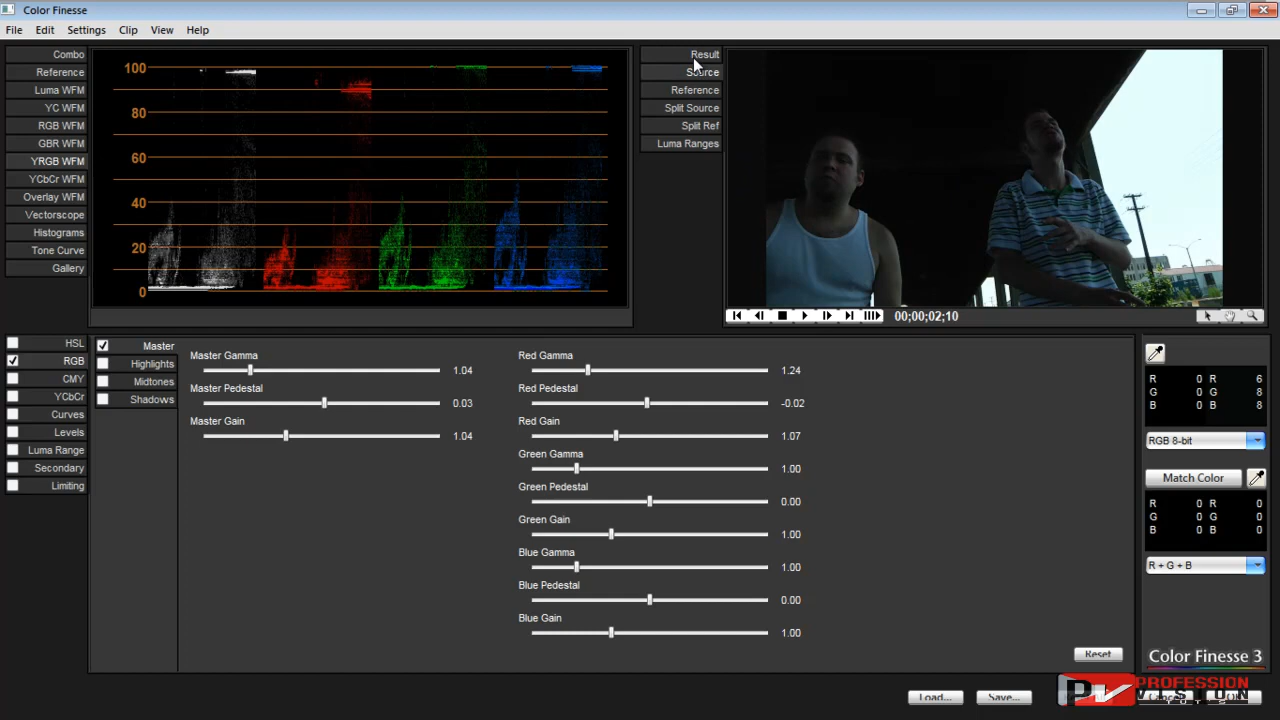 Color Finesse
File Edit Settings Clip View Help
Combo
Reference
Luma WFM
YC WFM
RGB WFM
GBR WFM
YRGB WFM
YCbCr WFM
Overlay WFM
Vectorscope
Histograms
Tone Curve
Gallery
100
80
60
40
20
0
Result
Source
Reference
Split Source
Split Ref
Luma Ranges
00;00;02;10
HSL
RGB
CMY
YCbCr
Curves
Levels
Luma Range
Secondary
Limiting
Master
Highlights
Midtones
Shadows
Master Gamma
1.04
Master Pedestal
0.03
Master Gain
1.04
Red Gamma
1.24
Red Pedestal
-0.02
Red Gain
1.07
Green Gamma
1.00
Green Pedestal
0.00
Green Gain
1.00
Blue Gamma
1.00
Blue Pedestal
0.00
Blue Gain
1.00
Reset
R 0 R 6
G 0 G 8
B 0 B 8
RGB 8-bit
Match Color
R 0 R 0
G 0 G 0
B 0 B 0
R + G + B
Color Finesse 3
Load... Save...
PV PROFESSION
VISION